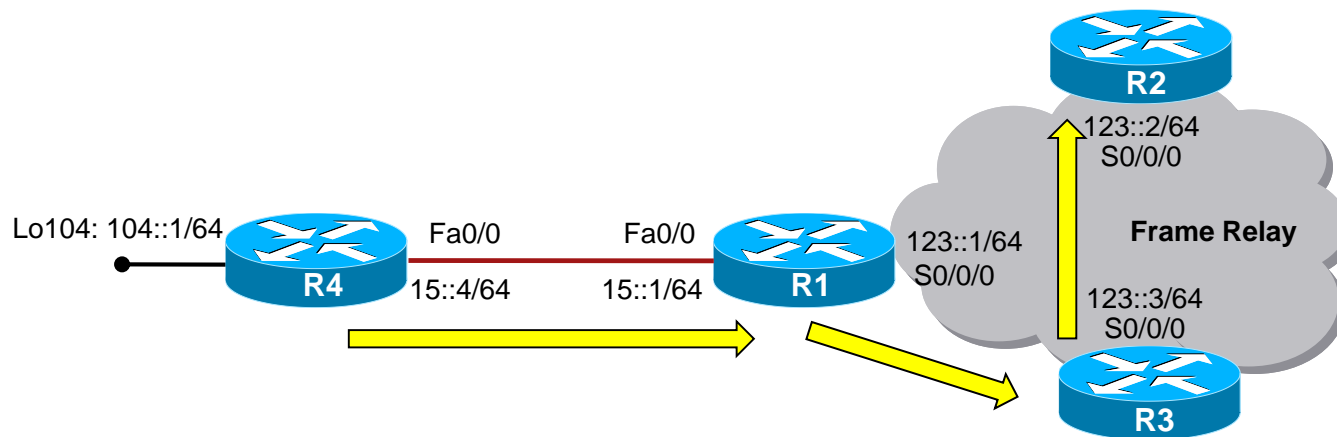 R2
123::2/64
S0/0/0
Lo104: 104::1/64
Fa0/0
Fa0/0
R4
15::4/64
15::1/64
R1
123::1/64
S0/0/0
Frame Relay
123::3/64
S0/0/0
R3